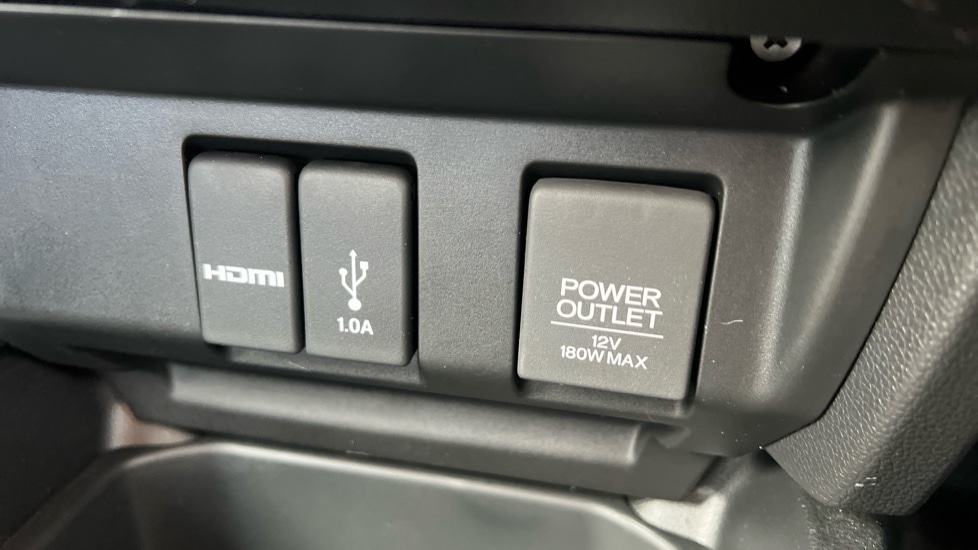 HDMI
1.0A
POWER
OUTLET
12V
180W MAX